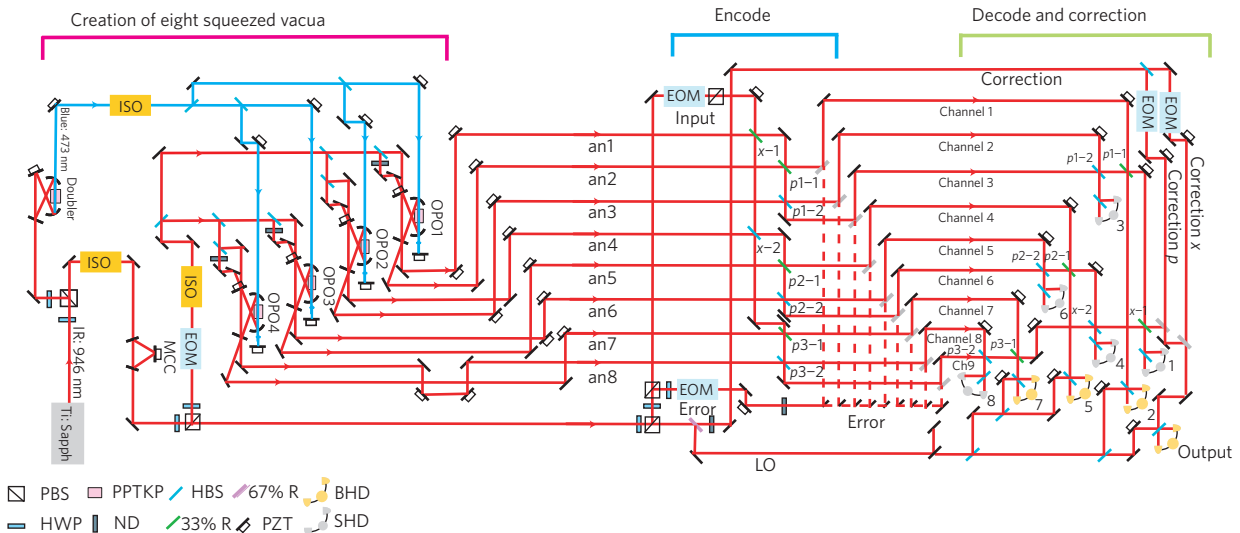 Creation of eight squeezed vacua
Encode
Decode and correction
ISO
EOM
Input
Correction
EOM
EOM
Blue: 473 nm
Doubler
Channel 1
an1
x−1
Channel 2
p1−2
p1−1
an2
p1−1
Channel 3
an3
p1−2
Channel 4
3
OPO1
Correction p
Correction x
an4
x−2
Channel 5
OPO2
p2−2
p2−1
ISO
ISO
an5
p2−1
Channel 6
OPO3
6
an6
p2−2
Channel 7
x−2
x−1
OPO4
IR: 946 nm
MCC
EOM
an7
p3−1
Channel 8
p3−2
p3−1
4
1
an8
p3−2
Ch9
8
7
5
2
EOM
Error
Error
Ti: Sapph
LO
Output
PBS
PPTKP
HBS
67% R
BHD
HWP
ND
33% R
PZT
SHD